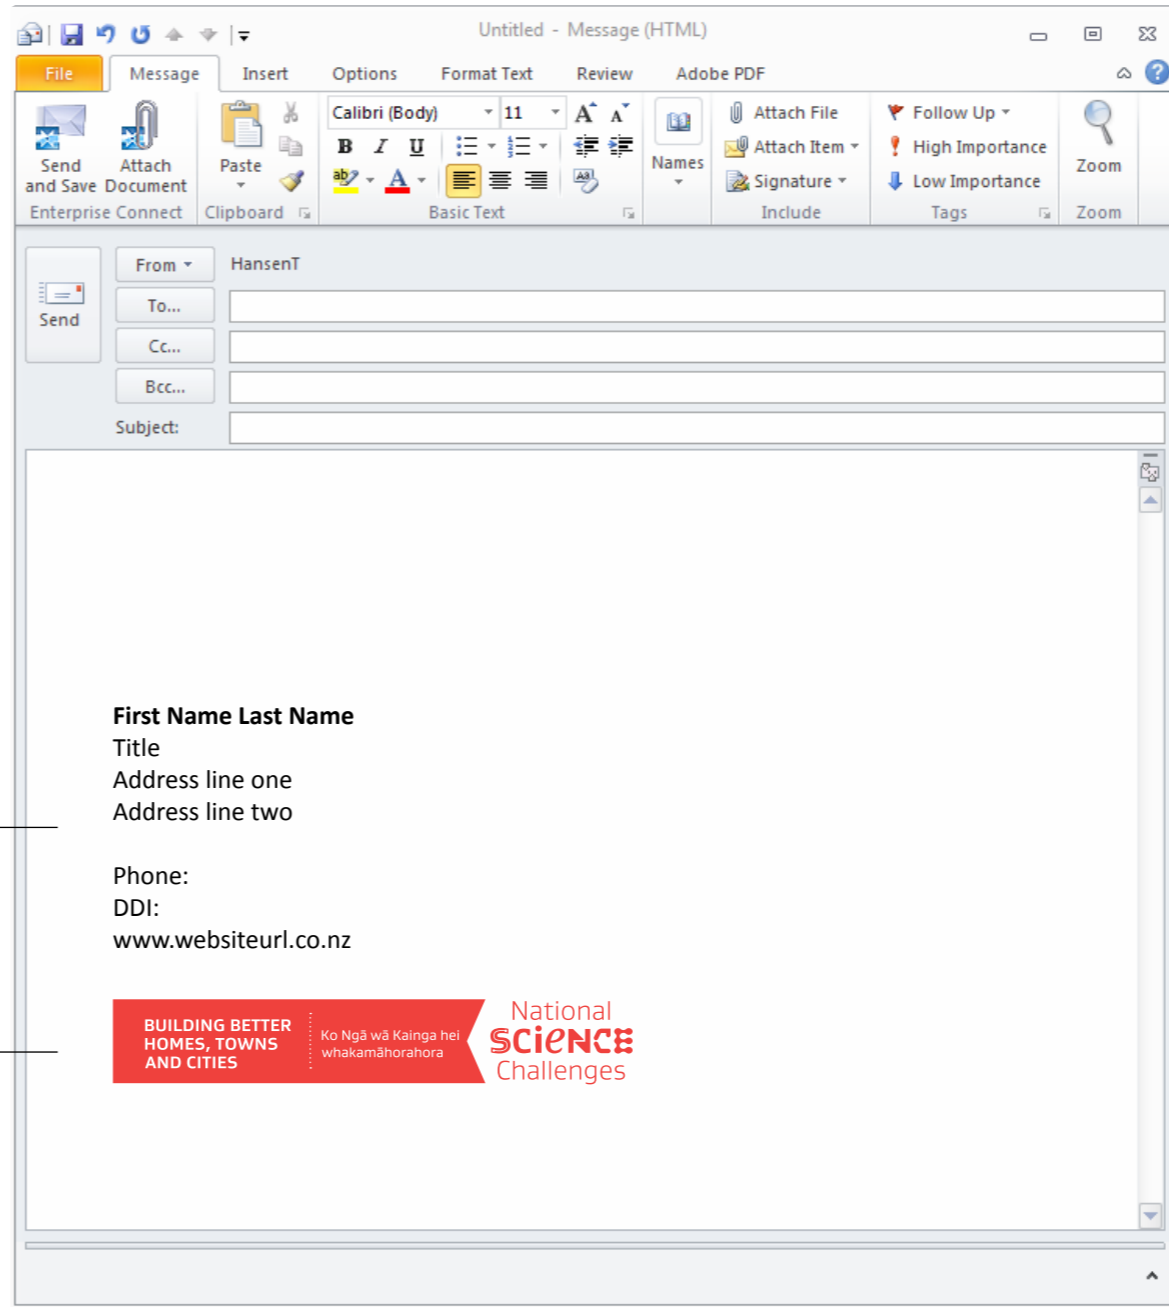 Untitled - Message (HTML)
File Message Insert Options Format Text Review Adobe PDF
Send and Save
Attach Document
Enterprise Connect
Paste
Clipboard
Calibri (Body) 11 A A
B I U
ab A Aa
Basic Text
Names
Attach File
Attach Item
Signature
Include
Follow Up
High Importance
Low Importance
Tags
Zoom
Zoom
Send
From HansenT
To...
Cc...
Bcc...
Subject:
First Name Last Name
Title
Address line one
Address line two
Phone:
DDI:
www.websiteurl.co.nz
BUILDING BETTER
HOMES, TOWNS
AND CITIES
Ko Ngā wā Kainga hei
whakamāhorahora
National
SCieNCE
Challenges